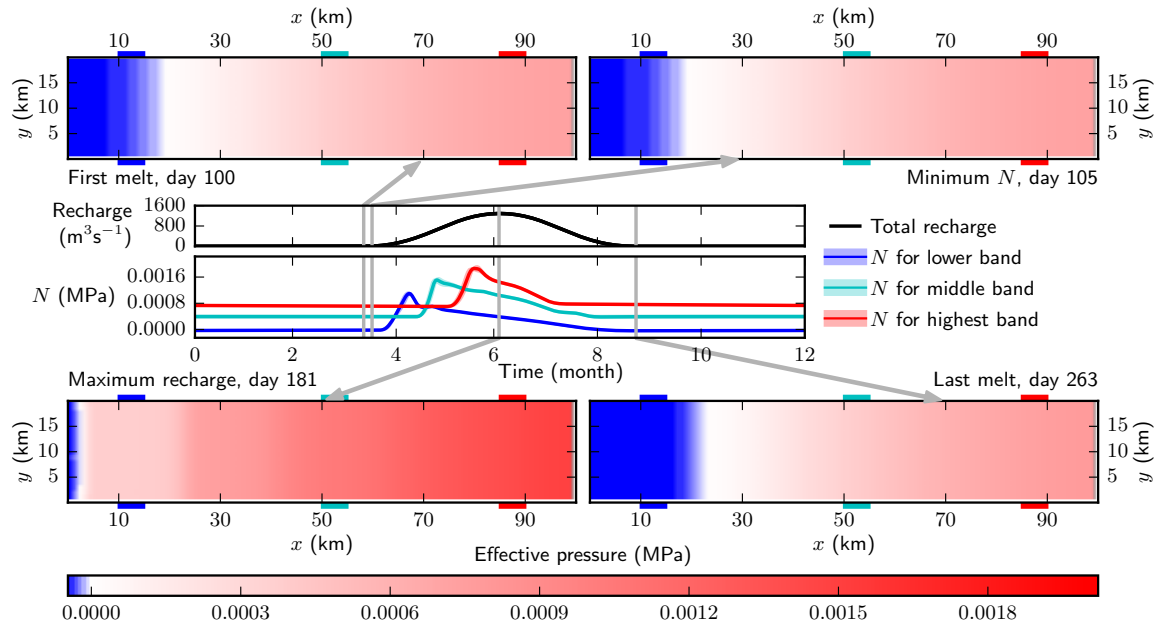 x (km) x (km)
10 30 50 70 90 10 30 50 70 90
y (km) 15 10 5 15 10 5 y (km)
First melt, day 100 Minimum N, day 105
Recharge (m³s⁻¹) 1600 800 0
N (MPa) 0.0016 0.0008 0.0000
0 2 4 6 8 10 12
Time (month)
Total recharge
N for lower band
N for middle band
N for highest band
Maximum recharge, day 181 Last melt, day 263
y (km) 15 10 5 15 10 5 y (km)
10 30 50 70 90 10 30 50 70 90
x (km) x (km)
Effective pressure (MPa)
0.0000 0.0003 0.0006 0.0009 0.0012 0.0015 0.0018